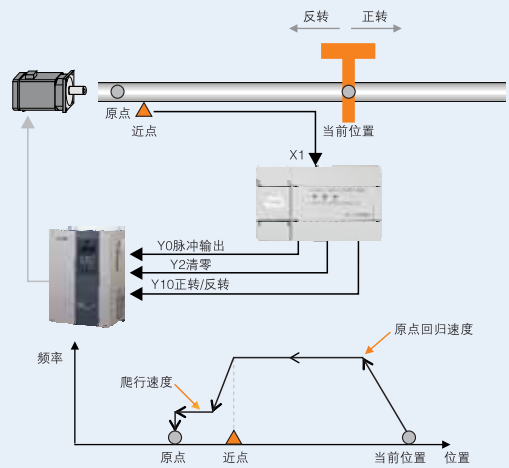 反转 正转
原点
近点
当前位置
X1
Y0脉冲输出
Y2清零
Y10正转/反转
原点回归速度
频率
爬行速度
原点 近点 当前位置 位置